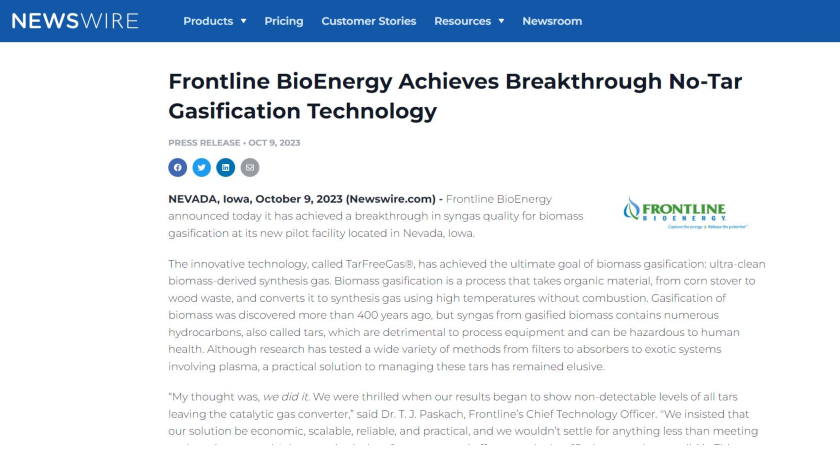 NEWSWIRE Products Pricing Customer Stories Resources Newsroom
Frontline BioEnergy Achieves Breakthrough No-Tar
Gasification Technology
PRESS RELEASE • OCT 9, 2023
NEVADA, Iowa, October 9, 2023 (Newswire.com) - Frontline BioEnergy
announced today it has achieved a breakthrough in syngas quality for biomass
gasification at its new pilot facility located in Nevada, Iowa.
FRONTLINE
BIOENERGY
Capture the energy & Release the potential
The innovative technology, called TarFreeGas®, has achieved the ultimate goal of biomass gasification: ultra-clean
biomass-derived synthesis gas. Biomass gasification is a process that takes organic material, from corn stover to
wood waste, and converts it to synthesis gas using high temperatures without combustion. Gasification of
biomass was discovered more than 400 years ago, but syngas from gasified biomass contains numerous
hydrocarbons, also called tars, which are detrimental to process equipment and can be hazardous to human
health. Although research has tested a wide variety of methods from filters to absorbers to exotic systems
involving plasma, a practical solution to managing these tars has remained elusive.
"My thought was, we did it. We were thrilled when our results began to show non-detectable levels of all tars
leaving the catalytic gas converter," said Dr. T. J. Paskach, Frontline's Chief Technology Officer. "We insisted that
our solution be economic, scalable, reliable, and practical, and we wouldn't settle for anything less than meeting